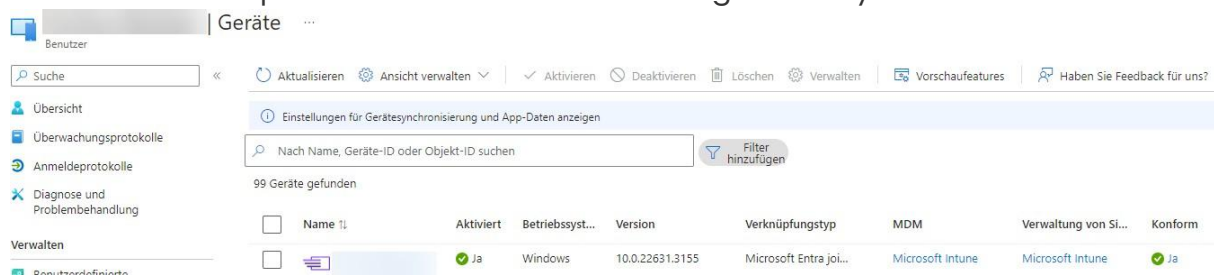 | Geräte ...
Benutzer
Suche
«
Aktualisieren Ansicht verwalten Aktivieren Deaktivieren Löschen Verwalten Vorschaufeatures Haben Sie Feedback für uns?
Übersicht
Einstellungen für Gerätesynchronisierung und App-Daten anzeigen
Überwachungsprotokolle
Nach Name, Geräte-ID oder Objekt-ID suchen
Filter
hinzufügen
Anmeldeprotokolle
99 Geräte gefunden
Diagnose und
Problembehandlung
Name Aktiviert Betriebssyst... Version Verknüpfungstyp MDM Verwaltung von Si... Konform
Verwalten
Ja Windows 10.0.22631.3155 Microsoft Entra joi... Microsoft Intune Microsoft Intune Ja
Benutzerdefinierte